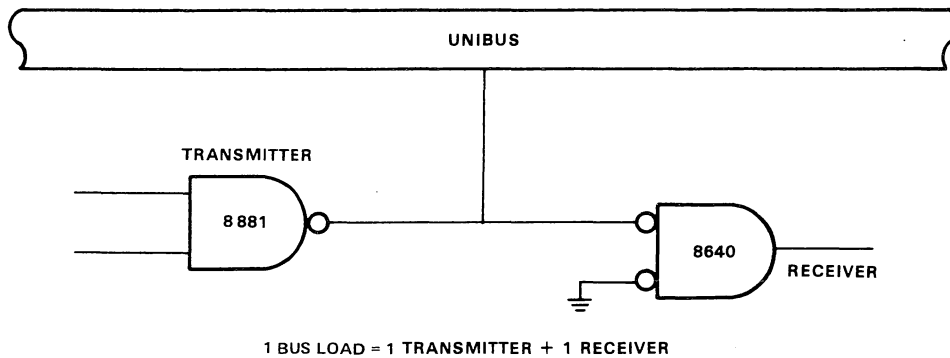 UNIBUS
TRANSMITTER
8881
8640
RECEIVER
1 BUS LOAD = 1 TRANSMITTER + 1 RECEIVER